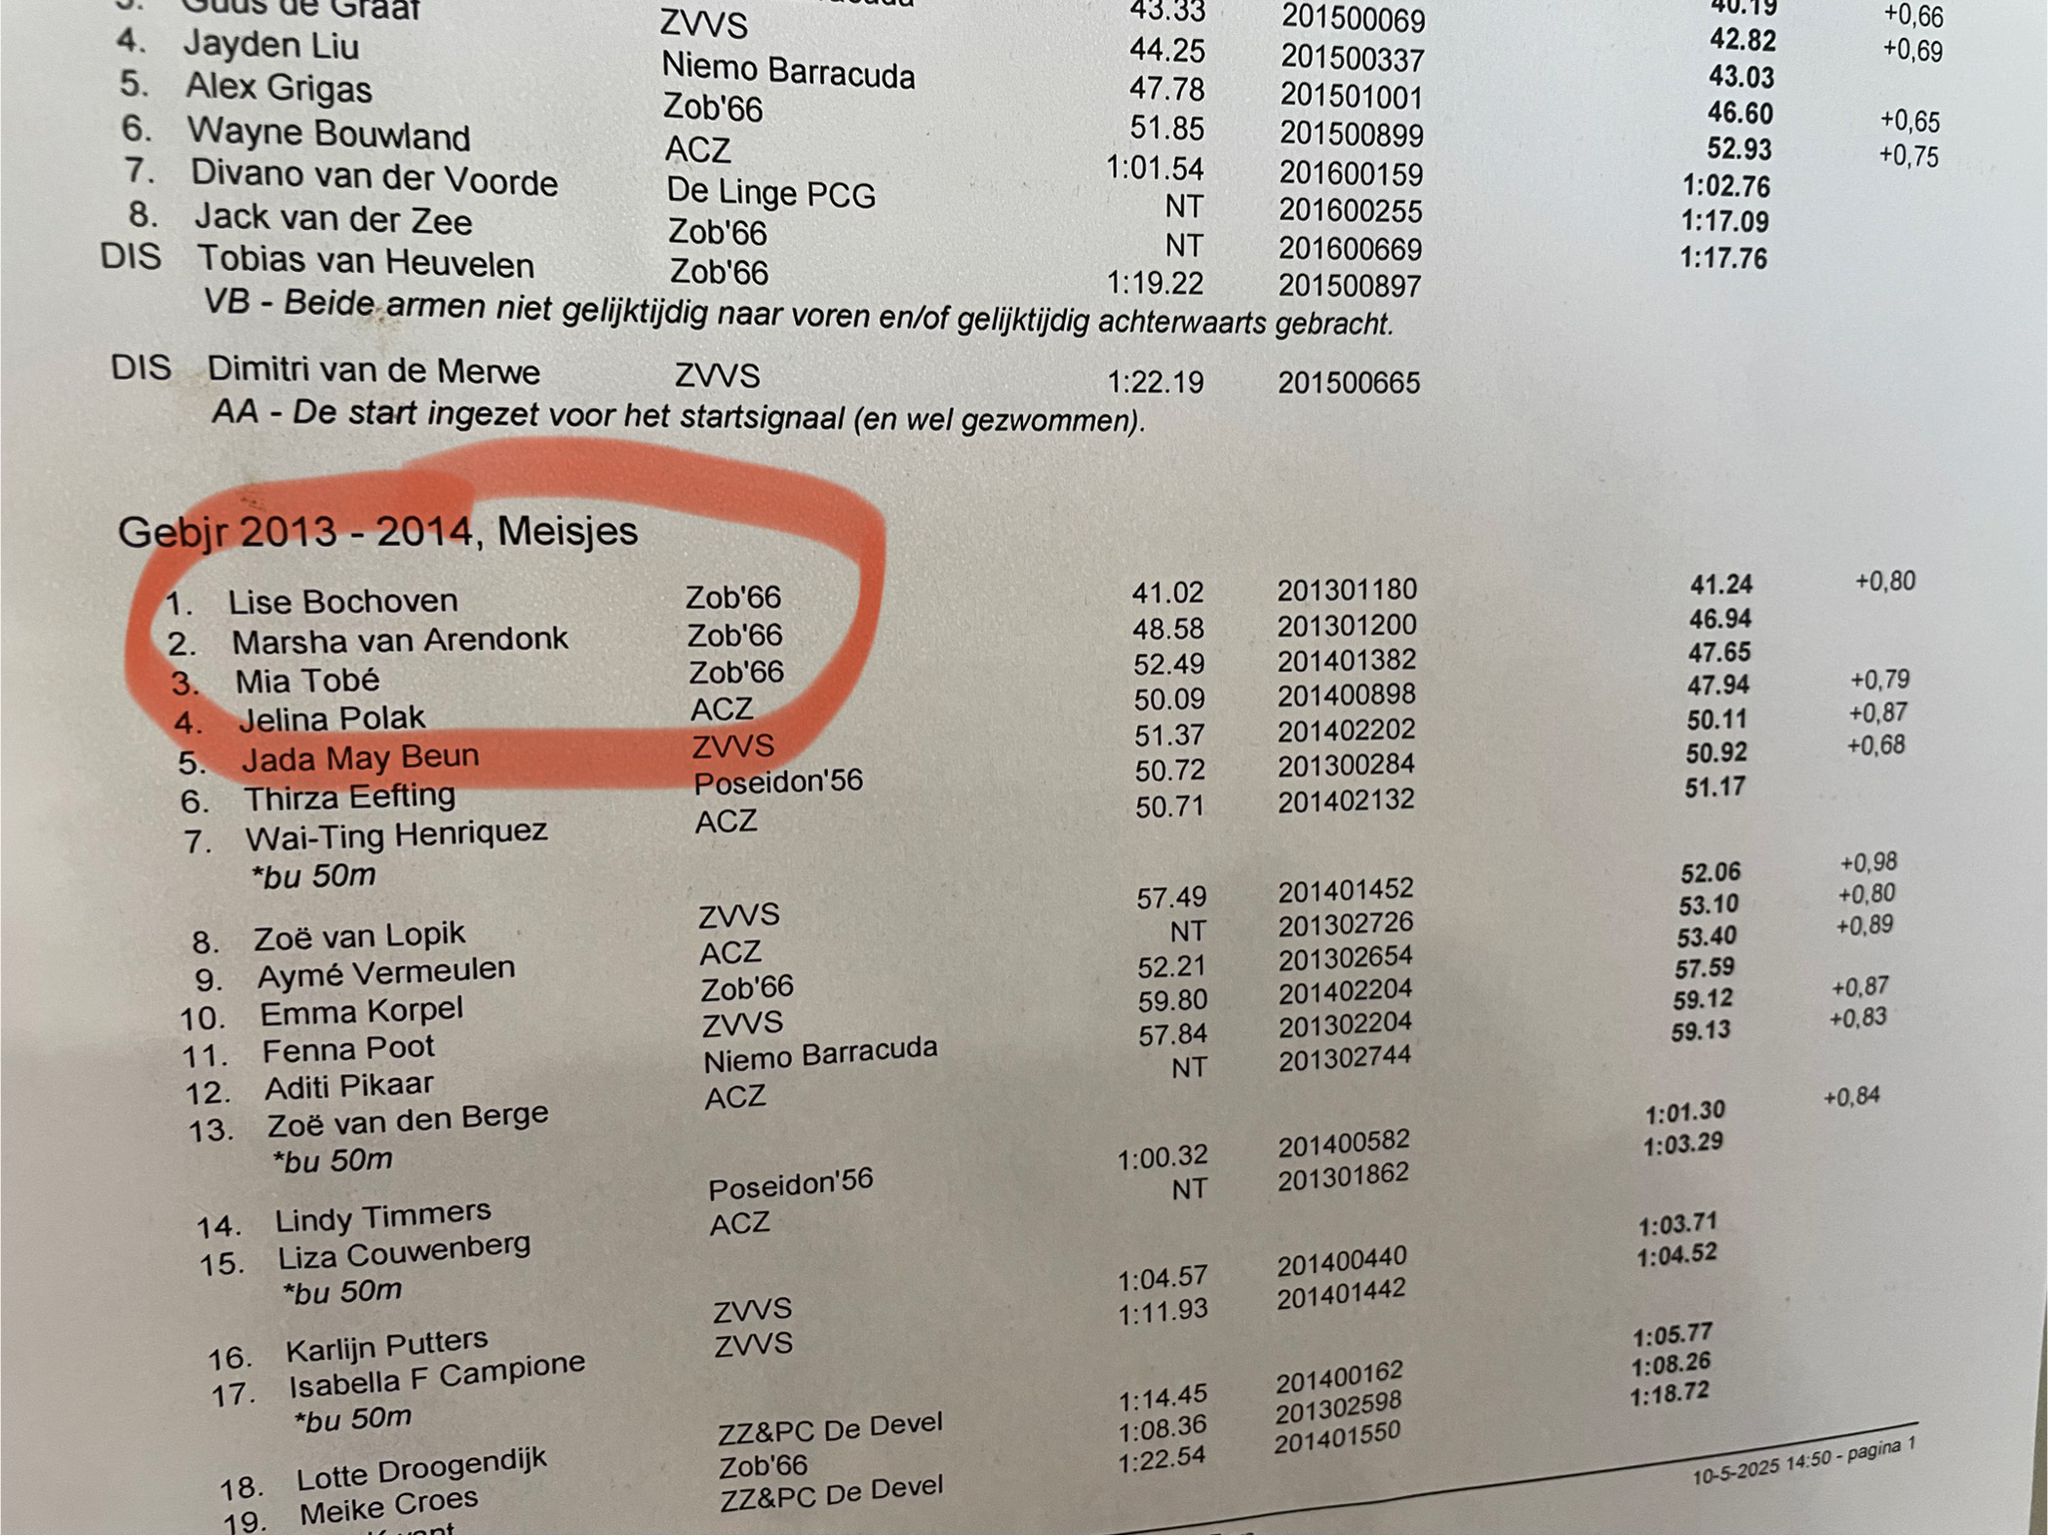 3. Guus de Graaf 43.33 201500069 40.19 +0,66
4. Jayden Liu ZVVS 44.25 201500337 42.82 +0,69
5. Alex Grigas Niemo Barracuda 47.78 201501001 43.03
6. Wayne Bouwland Zob'66 51.85 201500899 46.60 +0,65
7. Divano van der Voorde ACZ 1:01.54 201600159 52.93 +0,75
8. Jack van der Zee De Linge PCG NT 201600255 1:02.76
DIS Tobias van Heuvelen Zob'66 NT 201600669 1:17.09
Zob'66 1:19.22 201500897 1:17.76
VB - Beide armen niet gelijktijdig naar voren en/of gelijktijdig achterwaarts gebracht.
DIS Dimitri van de Merwe ZVVS 1:22.19 201500665
AA - De start ingezet voor het startsignaal (en wel gezwommen).
Gebjr 2013 - 2014, Meisjes
1. Lise Bochoven Zob'66 41.02 201301180 41.24 +0,80
2. Marsha van Arendonk Zob'66 48.58 201301200 46.94
3. Mia Tobé Zob'66 52.49 201401382 47.65
4. Jelina Polak ACZ 50.09 201400898 47.94 +0,79
5. Jada May Beun ZVVS 51.37 201402202 50.11 +0,87
6. Thirza Eefting Poseidon'56 50.72 201300284 50.92 +0,68
7. Wai-Ting Henriquez ACZ 50.71 201402132 51.17
*bu 50m
8. Zoë van Lopik ZVVS 57.49 201401452 52.06 +0,98
9. Aymé Vermeulen ACZ NT 201302726 53.10 +0,80
10. Emma Korpel Zob'66 52.21 201302654 53.40 +0,89
11. Fenna Poot ZVVS 59.80 201402204 57.59
12. Aditi Pikaar Niemo Barracuda 57.84 201302204 59.12 +0,87
13. Zoë van den Berge ACZ NT 201302744 59.13 +0,83
*bu 50m
14. Lindy Timmers Poseidon'56 1:00.32 201400582 1:01.30 +0,84
15. Liza Couwenberg ACZ NT 201301862 1:03.29
*bu 50m
16. Karlijn Putters ZVVS 1:04.57 201400440 1:03.71
17. Isabella F Campione ZVVS 1:11.93 201401442 1:04.52
*bu 50m
18. Lotte Droogendijk ZZ&PC De Devel 1:14.45 201400162 1:05.77
19. Meike Croes Zob'66 1:08.36 201302598 1:08.26
ZZ&PC De Devel 1:22.54 201401550 1:18.72
10-5-2025 14:50 - pagina 1